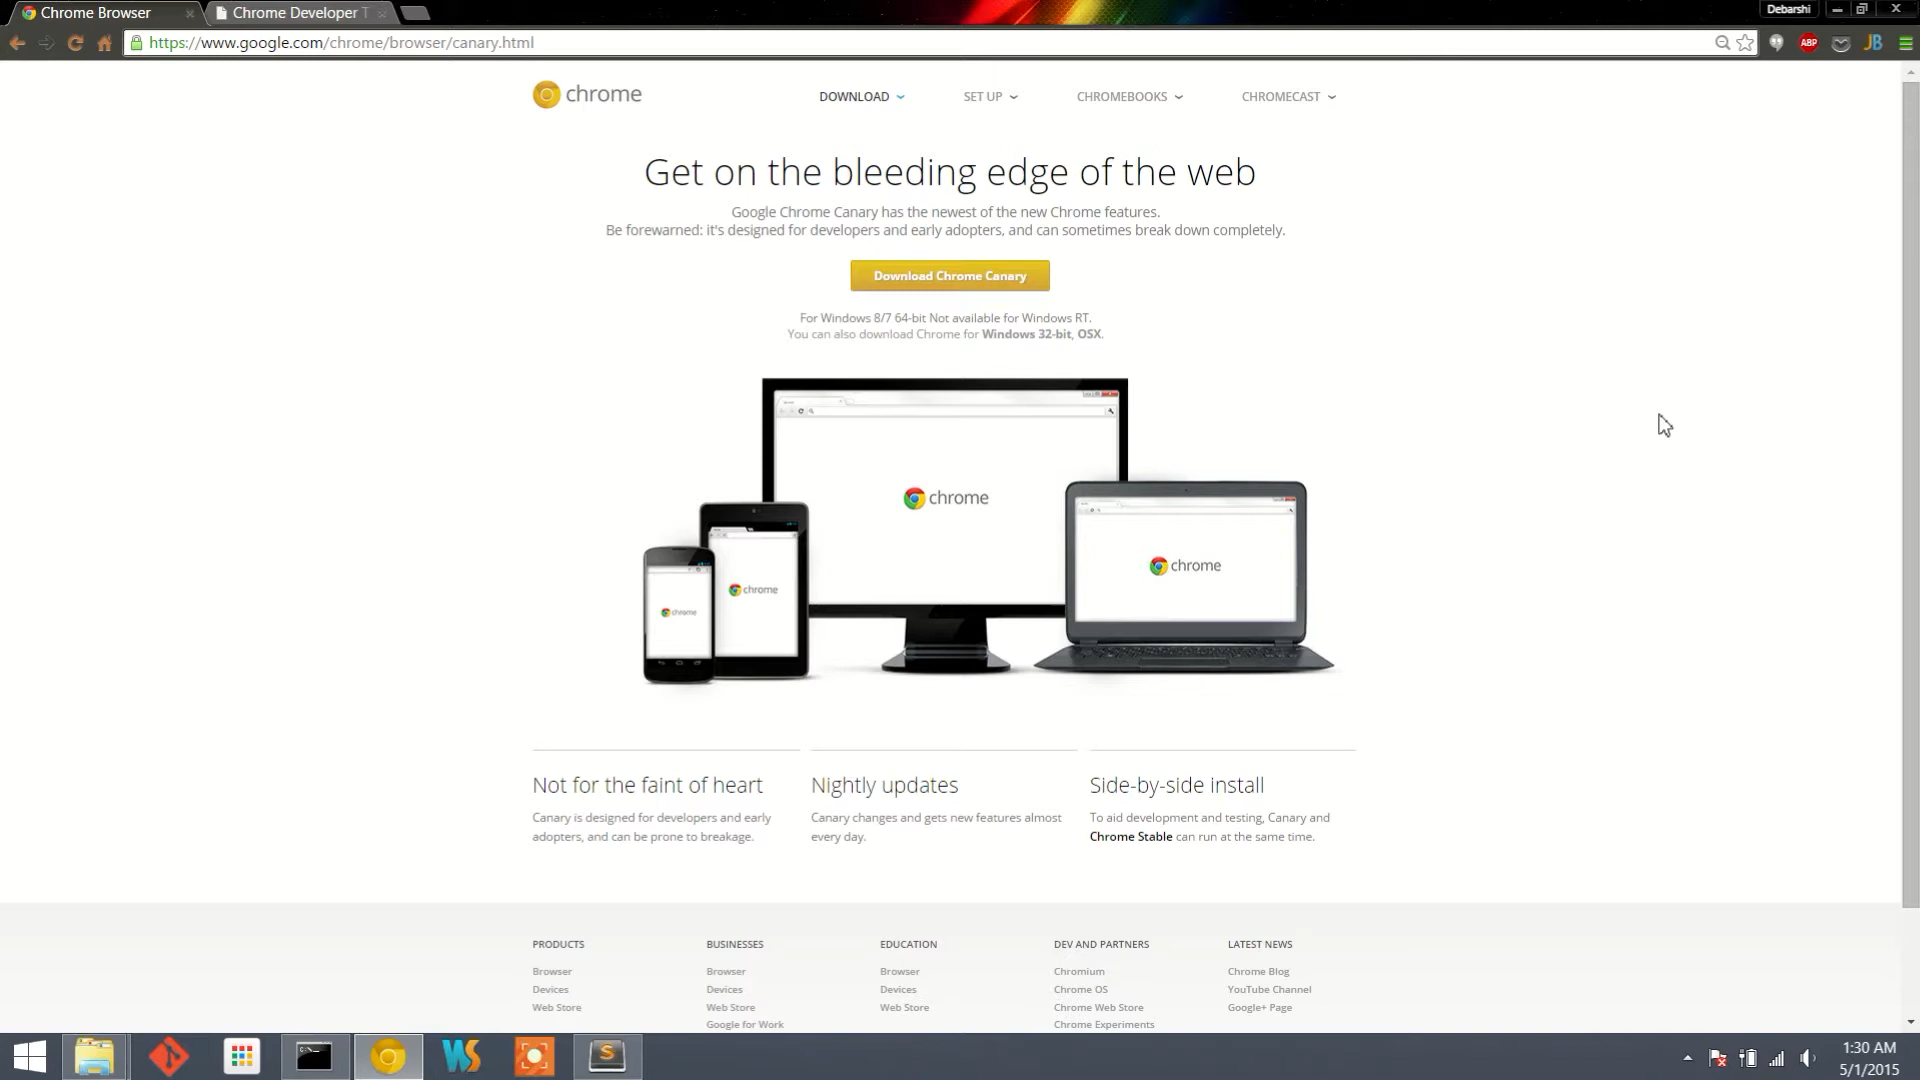 Chrome Browser
Chrome Developer T
Debarshi
https://www.google.com/chrome/browser/canary.html
ABP
JB
chrome
DOWNLOAD
SET UP
CHROMEBOOKS
CHROMECAST
Get on the bleeding edge of the web
Google Chrome Canary has the newest of the new Chrome features.
Be forewarned: it's designed for developers and early adopters, and can sometimes break down completely.
Download Chrome Canary
For Windows 8/7 64-bit Not available for Windows RT.
You can also download Chrome for Windows 32-bit, OSX.
chrome
chrome
chrome
chrome
Not for the faint of heart
Canary is designed for developers and early
adopters, and can be prone to breakage.
Nightly updates
Canary changes and gets new features almost
every day.
Side-by-side install
To aid development and testing, Canary and
Chrome Stable can run at the same time.
PRODUCTS
Browser
Devices
Web Store
BUSINESSES
Browser
Devices
Web Store
Google for Work
EDUCATION
Browser
Devices
Web Store
DEV AND PARTNERS
Chromium
Chrome OS
Chrome Web Store
Chrome Experiments
LATEST NEWS
Chrome Blog
YouTube Channel
Google+ Page
WS
S
1:30 AM
5/1/2015